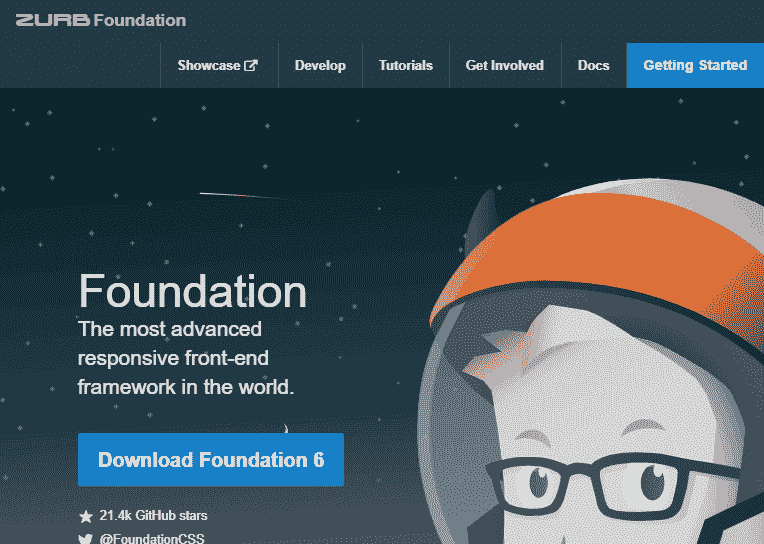 ZURB Foundation
Showcase Develop Tutorials Get Involved Docs Getting Started
Foundation
The most advanced
responsive front-end
framework in the world.
Download Foundation 6
21.4k GitHub stars
@FoundationCSS